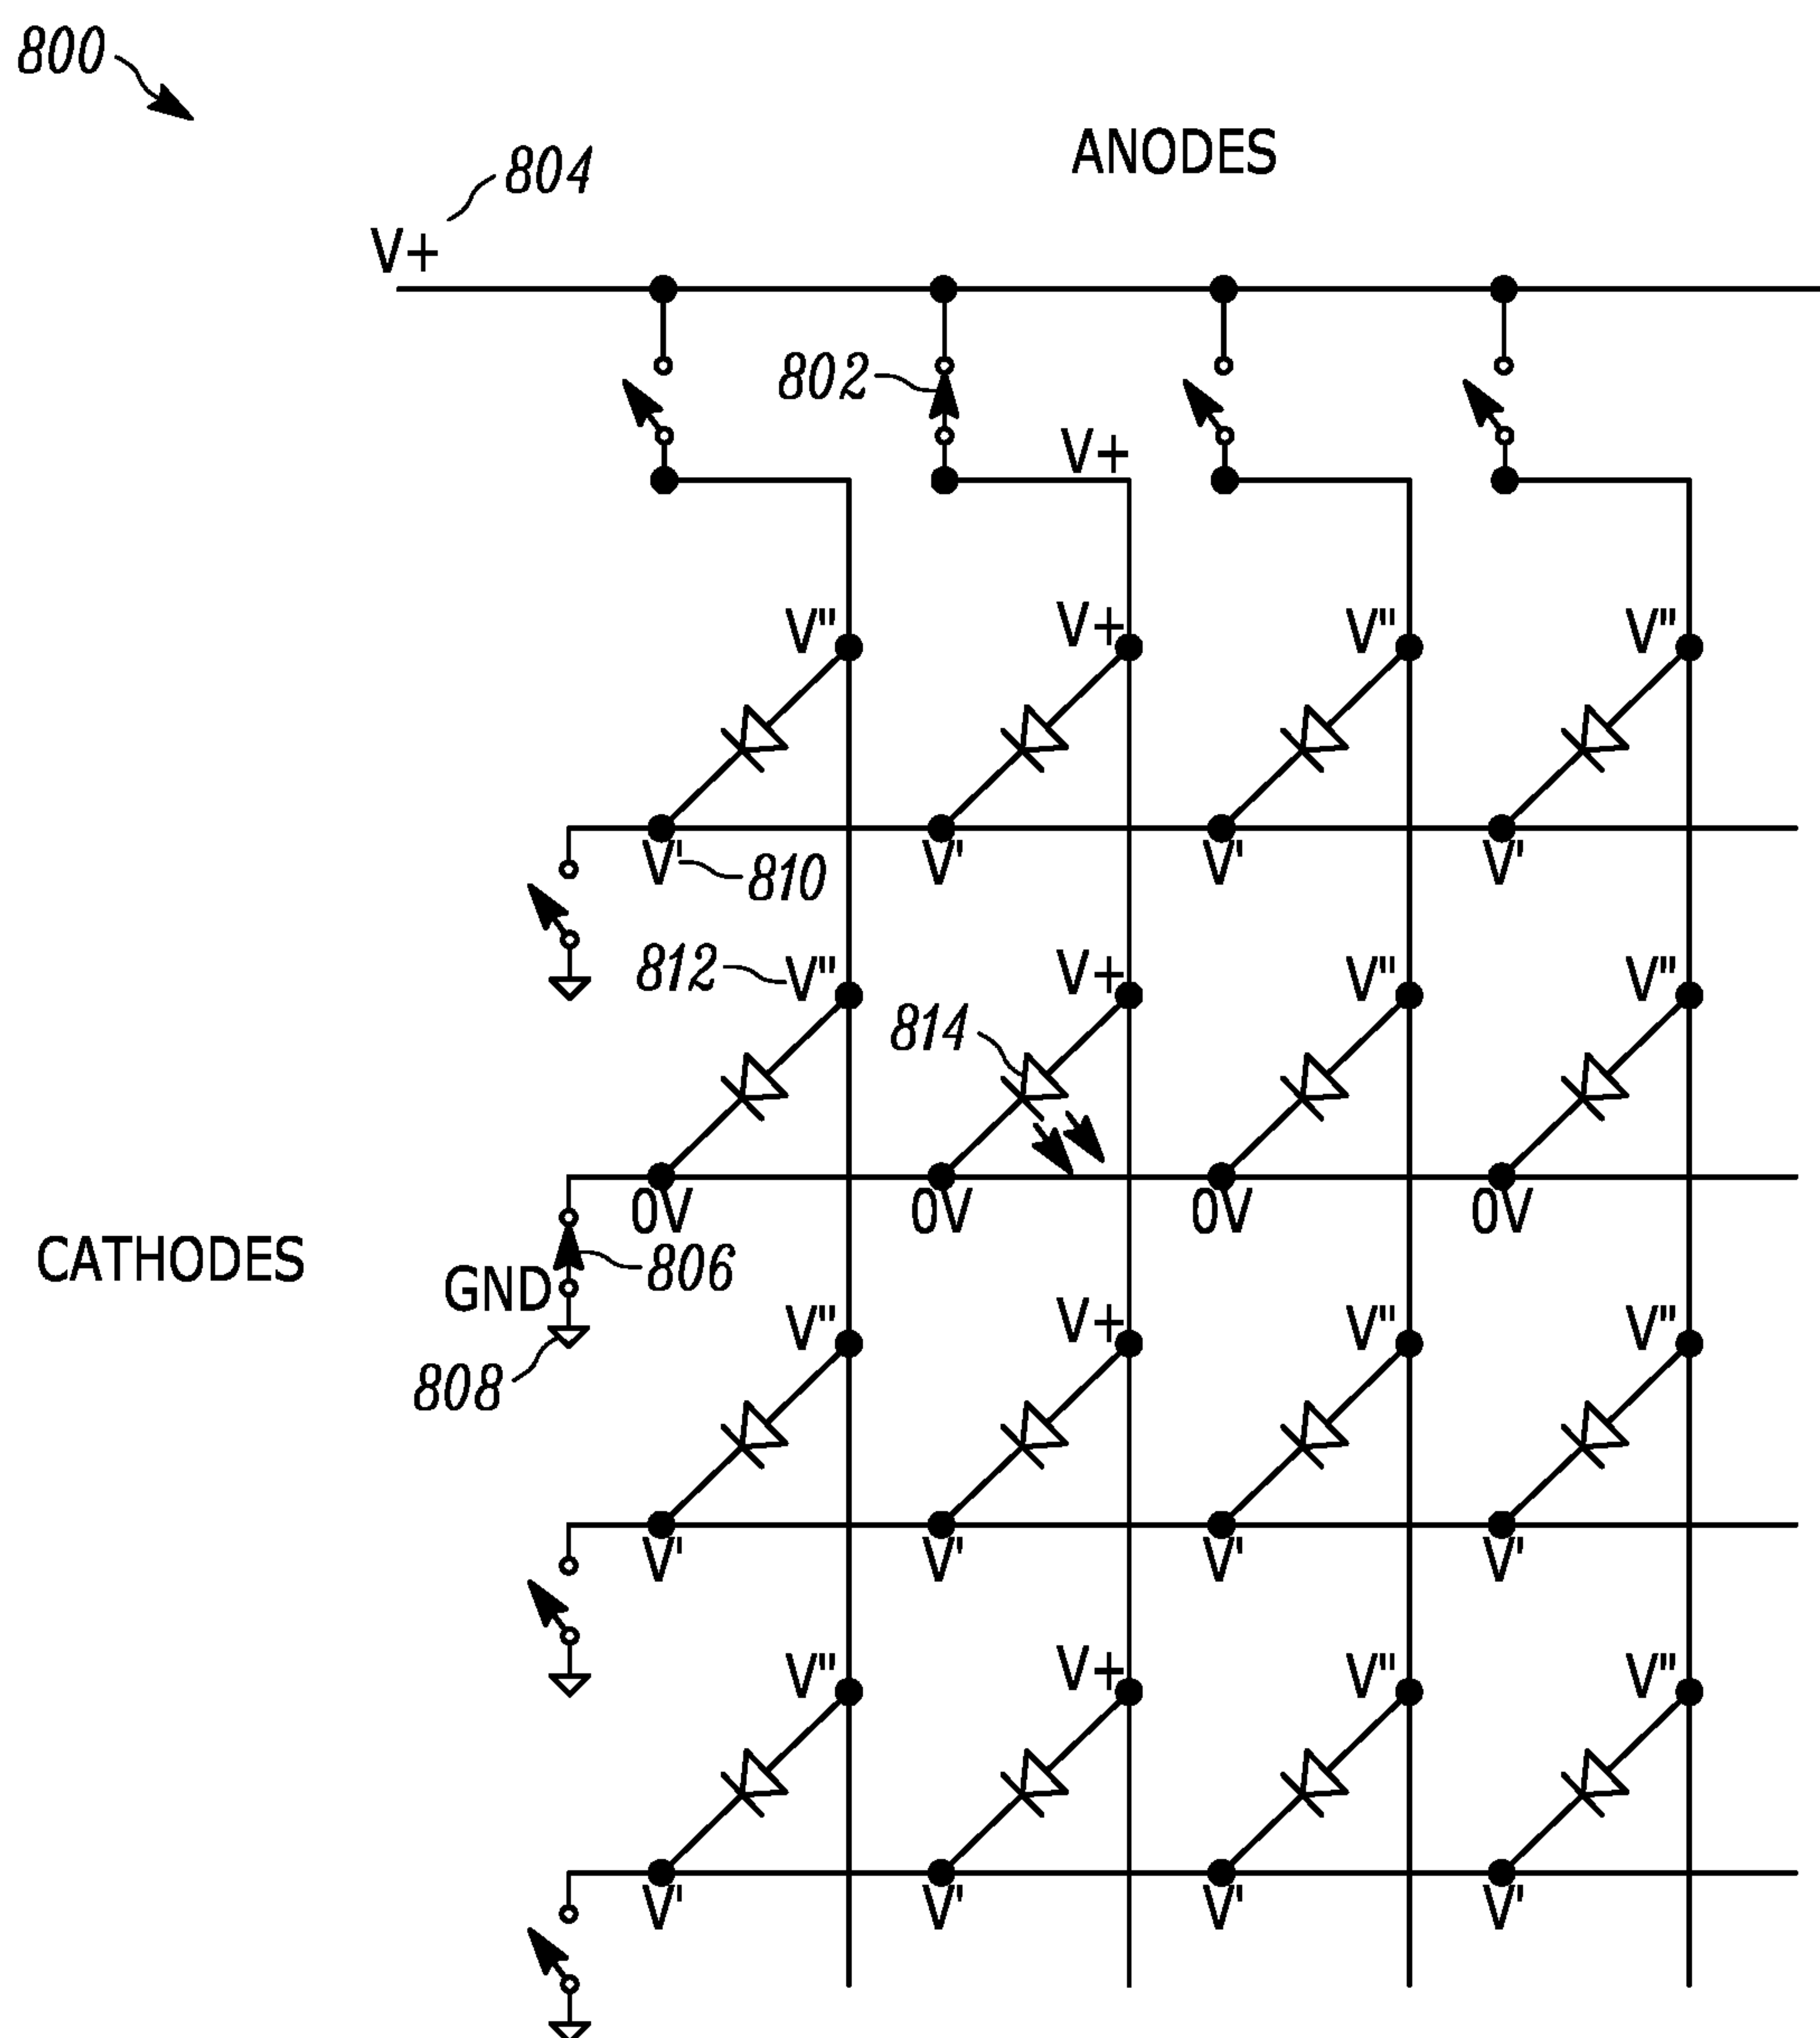 800
ANODES
804
V+
802
V+
V" V+ V" V"
V' V' V' V'
810
812 V" V+ V" V"
814
0V 0V 0V 0V
CATHODES
GND 806
808
V" V+ V" V"
V' V' V' V'
V" V+ V" V"
V' V' V' V'